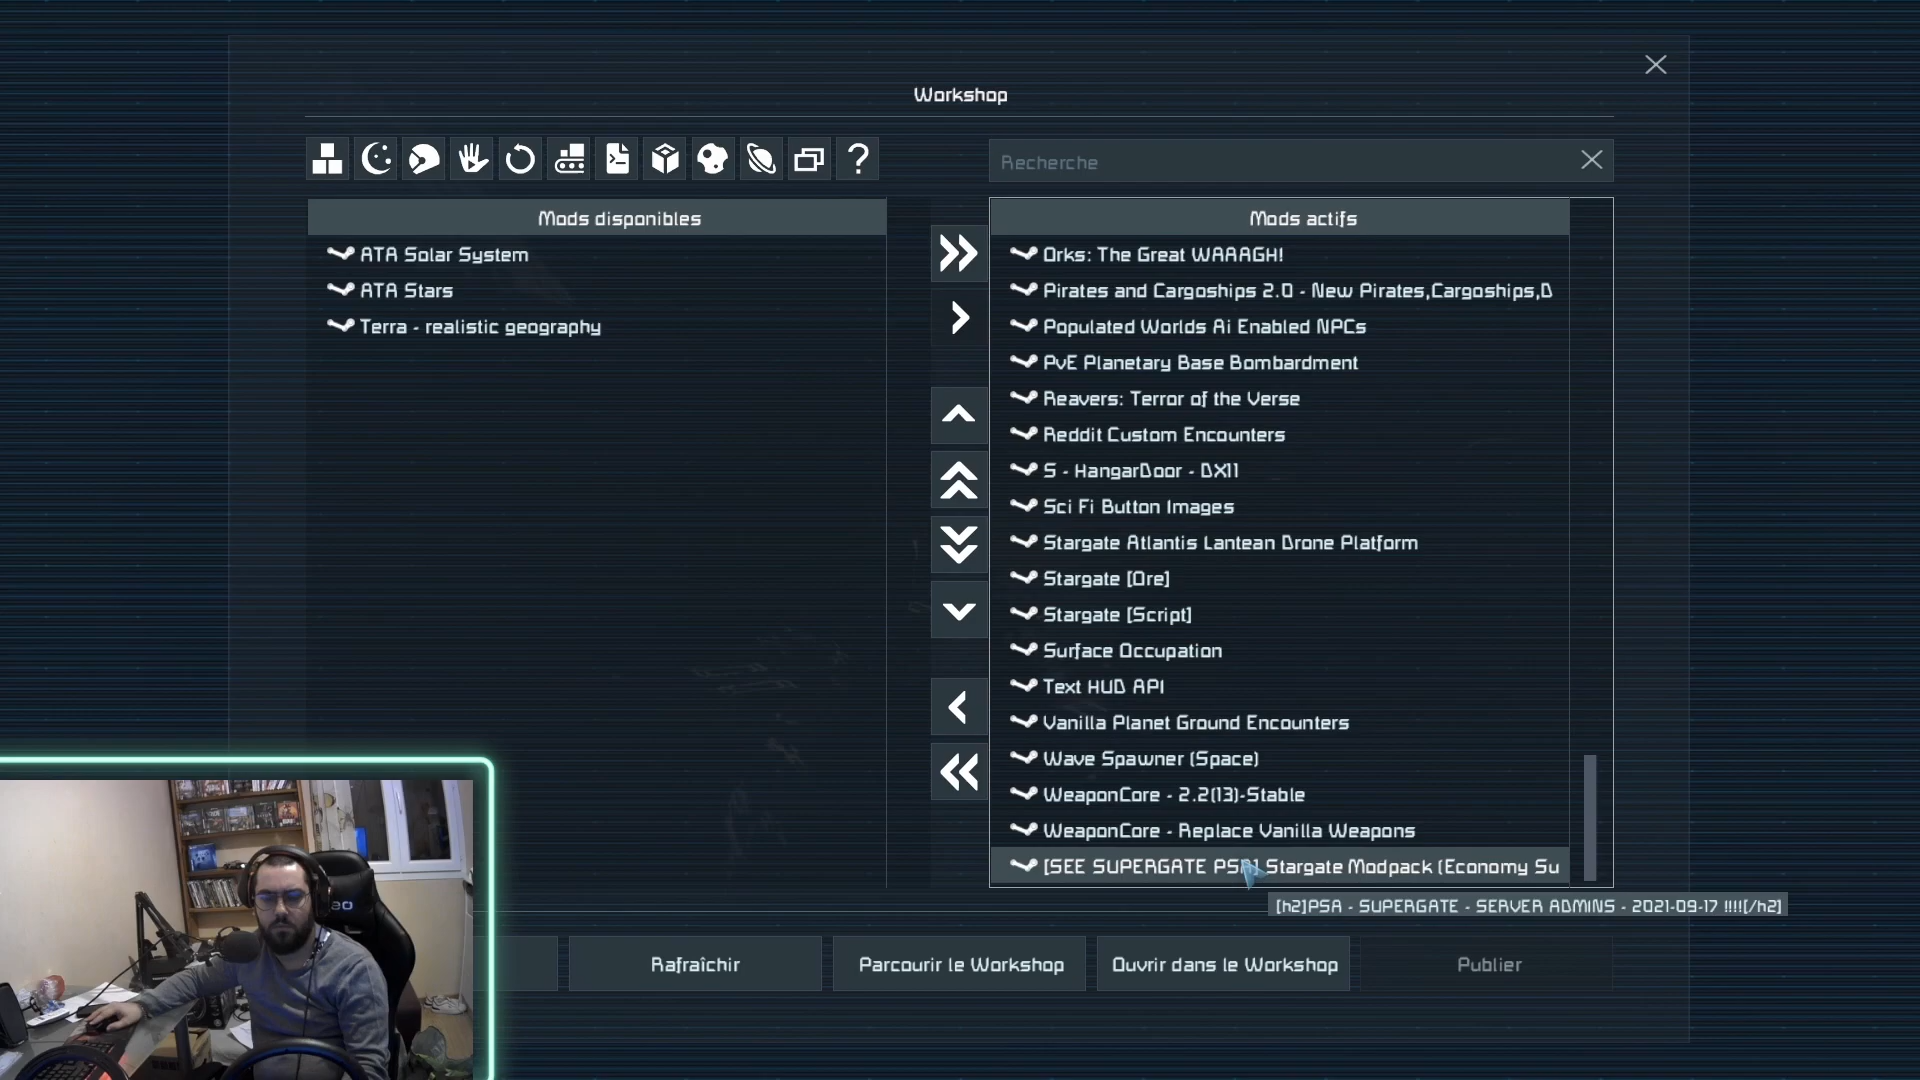 Workshop
Recherche
Mods disponibles
ATA Solar System
ATA Stars
Terra - realistic geography
Mods actifs
Orks: The Great WAAAGH!
Pirates and Cargoships 2.0 - New Pirates,Cargoships,D
Populated Worlds Ai Enabled NPCs
PvE Planetary Base Bombardment
Reavers: Terror of the Verse
Reddit Custom Encounters
S - HangarDoor - DX11
Sci Fi Button Images
Stargate Atlantis Lantean Drone Platform
Stargate [Ore]
Stargate [Script]
Surface Occupation
Text HUD API
Vanilla Planet Ground Encounters
Wave Spawner (Space)
WeaponCore - 2.2(13)-Stable
WeaponCore - Replace Vanilla Weapons
[SEE SUPERGATE PSA] Stargate Modpack (Economy Su
[h2]PSA - SUPERGATE - SERVER ADMINS - 2021-09-17 !!!![/h2]
Rafraîchir
Parcourir le Workshop
Ouvrir dans le Workshop
Publier